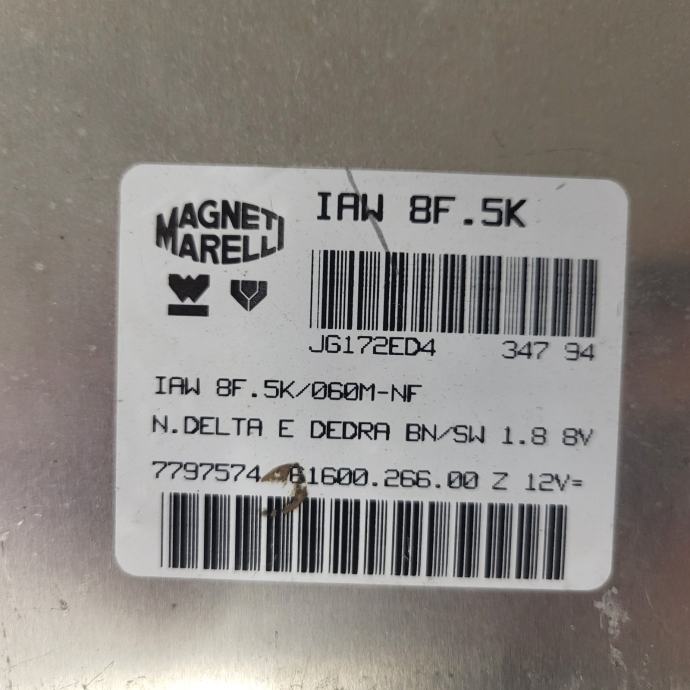 MAGNETI
MARELLI
IAW 8F.5K
JG172ED4 347 94
IAW 8F.5K/060M-NF
N.DELTA E DEDRA BN/SW 1.8 8V
7797574 61600.266.00 Z 12V=